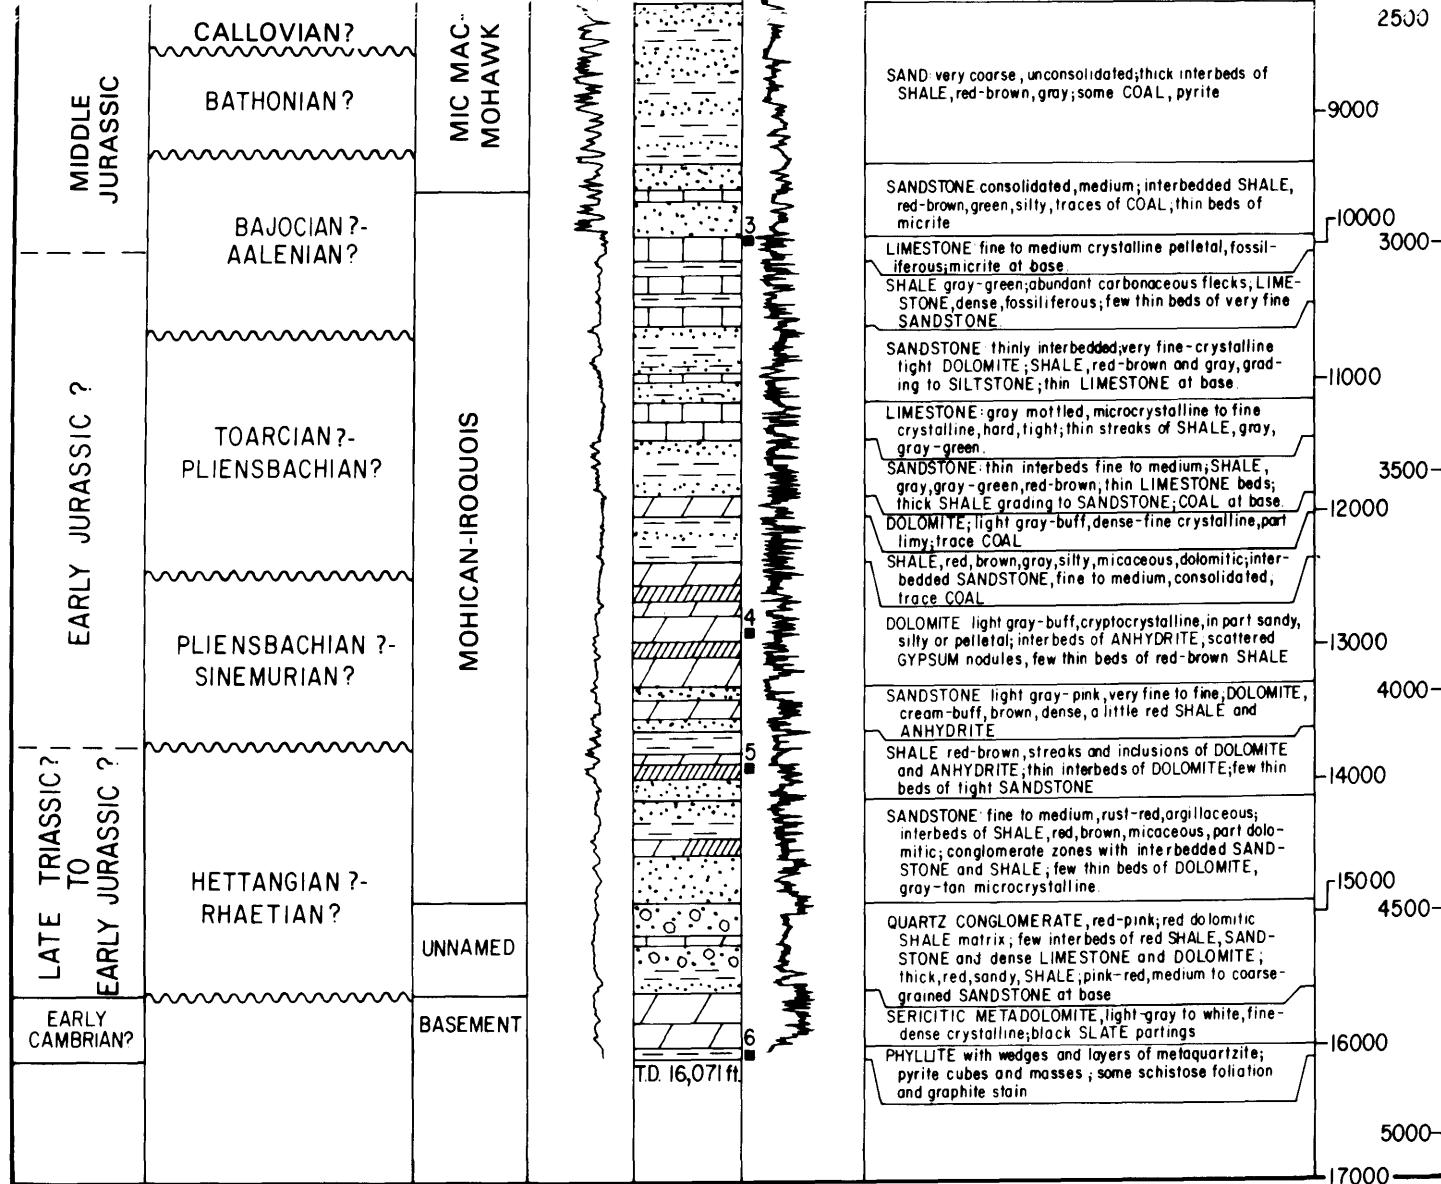 MIDDLE
JURASSIC
EARLY JURASSIC ?
LATE TRIASSIC?
TO
EARLY JURASSIC ?
EARLY
CAMBRIAN?
CALLOVIAN?
BATHONIAN ?
BAJOCIAN ?-
AALENIAN?
TOARCIAN ?-
PLIENSBACHIAN?
PLIENSBACHIAN ?-
SINEMURIAN ?
HETTANGIAN ?-
RHAETIAN ?
MIC MAC-
MOHAWK
MOHICAN-IROQUOIS
UNNAMED
BASEMENT
T.D. 16,071 ft.
3
4
5
6
SAND: very coarse, unconsolidated; thick interbeds of
SHALE, red-brown, gray; some COAL, pyrite
SANDSTONE consolidated, medium; interbedded SHALE,
red-brown, green, silty, traces of COAL; thin beds of
micrite
LIMESTONE fine to medium crystalline pelletal, fossil-
iferous; micrite at base.
SHALE gray-green; abundant carbonaceous flecks, LIME-
STONE, dense, fossiliferous; few thin beds of very fine
SANDSTONE.
SANDSTONE thinly interbedded; very fine-crystalline
tight DOLOMITE; SHALE, red-brown and gray, grad-
ing to SILTSTONE; thin LIMESTONE at base.
LIMESTONE: gray mottled, microcrystalline to fine
crystalline, hard, tight; thin streaks of SHALE, gray,
gray-green.
SANDSTONE: thin interbeds fine to medium; SHALE,
gray, gray-green, red-brown; thin LIMESTONE beds;
thick SHALE grading to SANDSTONE; COAL at base.
DOLOMITE; light gray-buff, dense-fine crystalline, part
limy; trace COAL
SHALE, red, brown, gray, silty, micaceous, dolomitic; inter-
bedded SANDSTONE, fine to medium, consolidated,
trace COAL
DOLOMITE light gray-buff, cryptocrystalline, in part sandy,
silty or pelletal; interbeds of ANHYDRITE, scattered
GYPSUM nodules, few thin beds of red-brown SHALE
SANDSTONE light gray-pink, very fine to fine, DOLOMITE,
cream-buff, brown, dense, a little red SHALE and
ANHYDRITE
SHALE red-brown, streaks and inclusions of DOLOMITE
and ANHYDRITE; thin interbeds of DOLOMITE; few thin
beds of tight SANDSTONE
SANDSTONE fine to medium, rust-red, argillaceous;
interbeds of SHALE, red, brown, micaceous, part dolo-
mitic; conglomerate zones with interbedded SAND-
STONE and SHALE; few thin beds of DOLOMITE,
gray-tan microcrystalline.
QUARTZ CONGLOMERATE, red-pink; red dolomitic
SHALE matrix; few interbeds of red SHALE, SAND-
STONE and dense LIMESTONE and DOLOMITE;
thick, red, sandy, SHALE; pink-red, medium to coarse-
grained SANDSTONE at base
SERICITIC METADOLOMITE, light-gray to white, fine-
dense crystalline; black SLATE partings
PHYLLITE with wedges and layers of metaquartzite;
pyrite cubes and masses; some schistose foliation
and graphite stain
9000
10000
11000
12000
13000
14000
15000
16000
17000
2500
3000
3500
4000
4500
5000